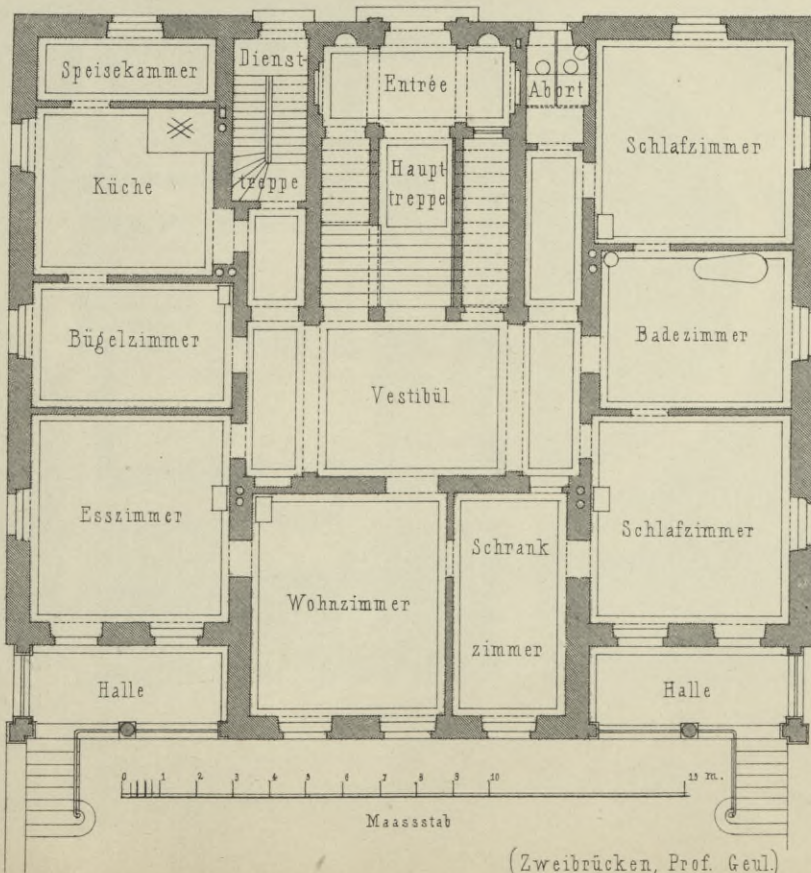 Speisekammer
Dienst-
treppe
Entrée
Abort
Schlafzimmer
Küche
Haupt-
treppe
Bügelzimmer
Vestibül
Badezimmer
Esszimmer
Wohnzimmer
Schrank
zimmer
Schlafzimmer
Halle
Halle
0 1 2 3 4 5 6 7 8 9 10 15 m.
Maassstab
(Zweibrücken, Prof. Geul.)